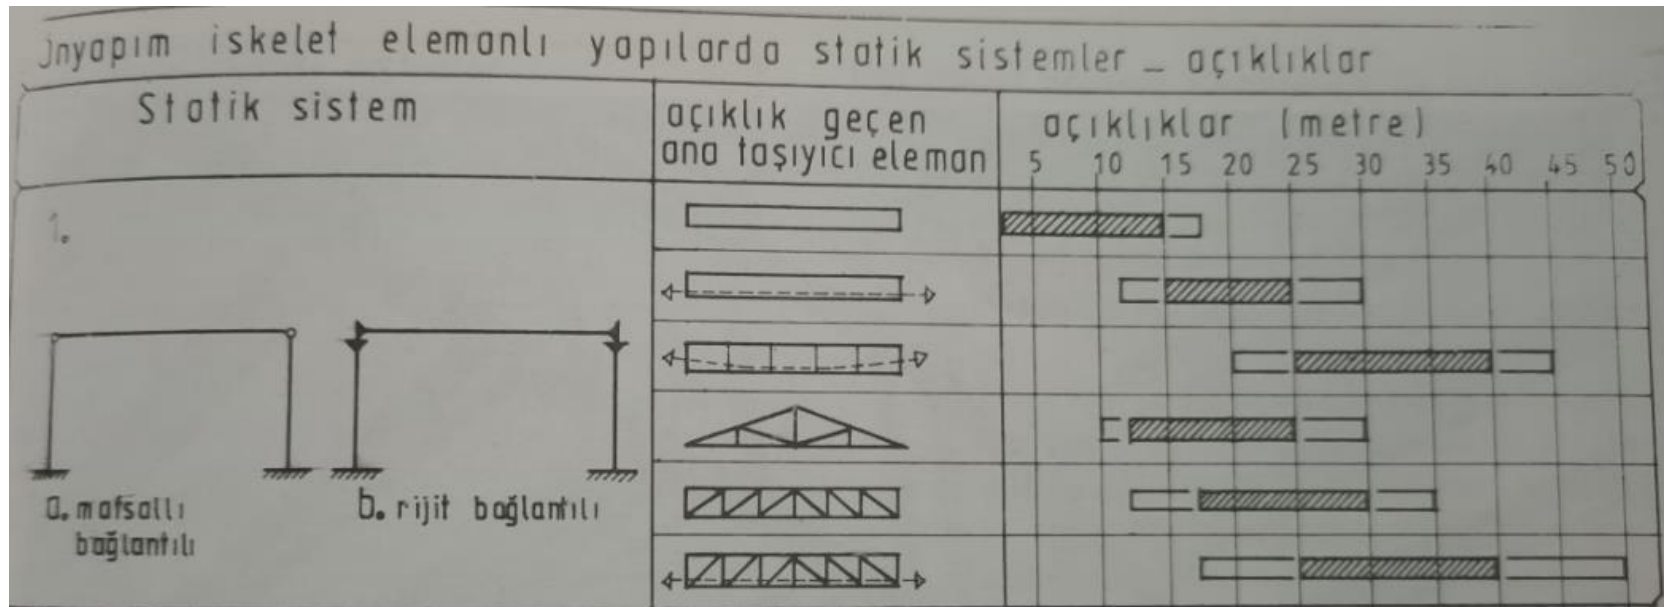 önyapım iskelet elemanlı yapılarda statik sistemler _ açıklıklar
Statik sistem
açıklık geçen
ana taşıyıcı eleman
açıklıklar (metre)
5 10 15 20 25 30 35 40 45 50
1.
a. mafsallı
bağlantılı
b. rijit bağlantılı